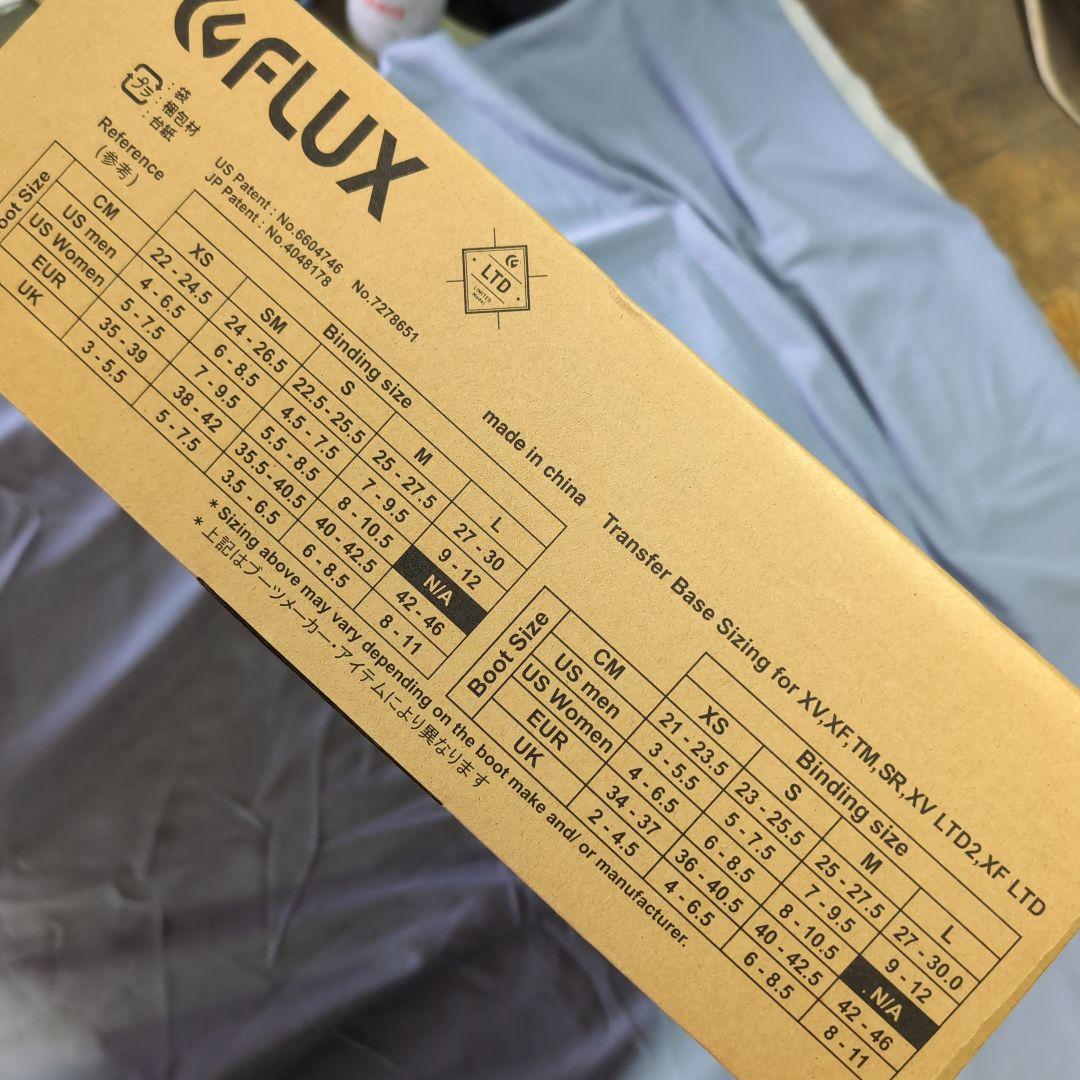 FLUX
プラ : 袋
: 梱包材
: 台紙
US Patent : No.6604746 No.7278651
JP Patent : No.4048178
LTD
LIMITED
Model
made in china
Reference
(参考)
Binding size
XS SM S M L
oot Size
CM 22 - 24.5 24 - 26.5 22.5 - 25.5 25 - 27.5 27 - 30
US men 4 - 6.5 6 - 8.5 4.5 - 7.5 7 - 9.5 9 - 12
US Women 5 - 7.5 7 - 9.5 5.5 - 8.5 8 - 10.5 N/A
EUR 35 - 39 38 - 42 35.5 - 40.5 40 - 42.5 42 - 46
UK 3 - 5.5 5 - 7.5 3.5 - 6.5 6 - 8.5 8 - 11
* Sizing above may vary depending on the boot make and/ or manufacturer.
* 上記はブーツメーカー・アイテムにより異なります
Transfer Base Sizing for XV,XF,TM,SR,XV LTD2,XF LTD
Binding size
XS S M L
Boot Size
CM 21 - 23.5 23 - 25.5 25 - 27.5 27 - 30.0
US men 3 - 5.5 5 - 7.5 7 - 9.5 9 - 12
US Women 4 - 6.5 6 - 8.5 8 - 10.5 N/A
EUR 34 - 37 36 - 40.5 40 - 42.5 42 - 46
UK 2 - 4.5 4 - 6.5 6 - 8.5 8 - 11